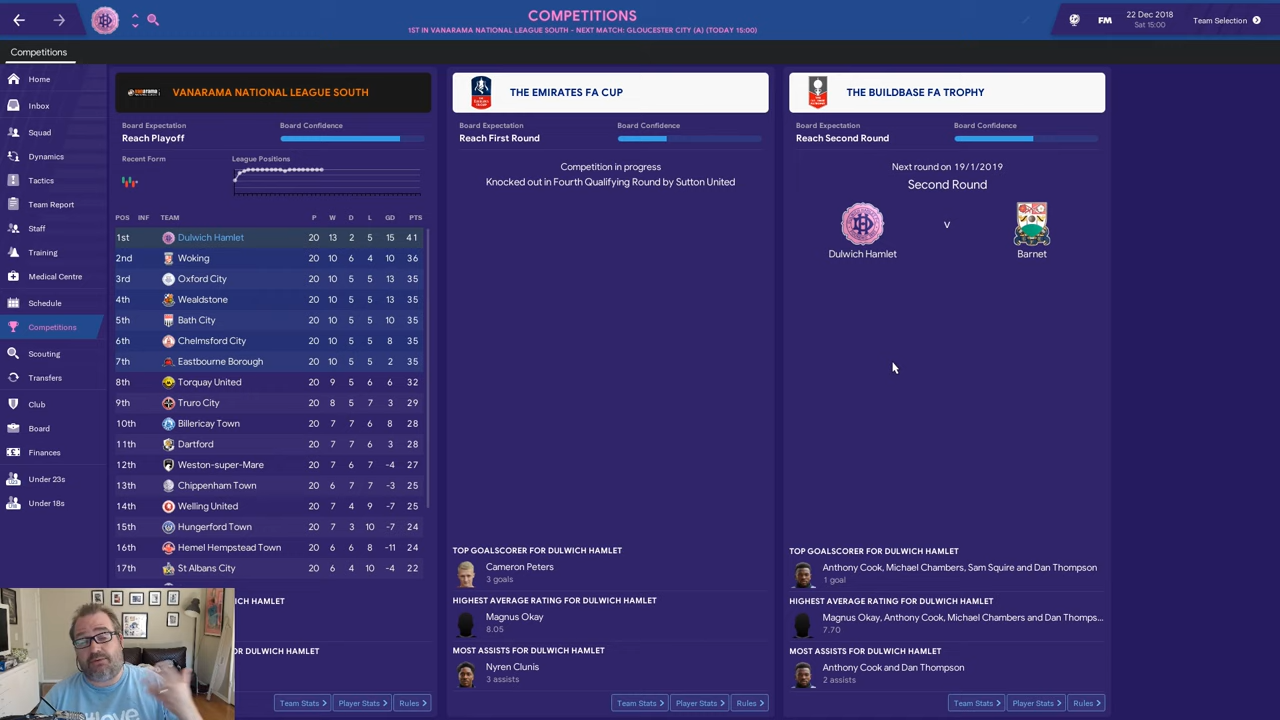 COMPETITIONS
1ST IN VANARAMA NATIONAL LEAGUE SOUTH - NEXT MATCH: GLOUCESTER CITY (A) (TODAY 15:00)
FM
22 Dec 2018
Sat 15:00
Team Selection
Competitions
Home
Inbox
Squad
Dynamics
Tactics
Team Report
Staff
Training
Medical Centre
Schedule
Competitions
Scouting
Transfers
Club
Board
Finances
Under 23s
Under 18s
VANARAMA NATIONAL LEAGUE SOUTH
Board Expectation Board Confidence
Reach Playoff
Recent Form League Positions
POS INF TEAM P W D L GD PTS
1st Dulwich Hamlet 20 13 2 5 15 41
2nd Woking 20 10 6 4 10 36
3rd Oxford City 20 10 5 5 13 35
4th Wealdstone 20 10 5 5 13 35
5th Bath City 20 10 5 5 10 35
6th Chelmsford City 20 10 5 5 8 35
7th Eastbourne Borough 20 10 5 5 2 35
8th Torquay United 20 9 5 6 6 32
9th Truro City 20 8 5 7 3 29
10th Billericay Town 20 7 7 6 8 28
11th Dartford 20 7 7 6 3 28
12th Weston-super-Mare 20 7 6 7 -4 27
13th Chippenham Town 20 6 7 7 -3 25
14th Welling United 20 7 4 9 -7 25
15th Hungerford Town 20 7 3 10 -7 24
16th Hemel Hempstead Town 20 6 6 8 -11 24
17th St Albans City 20 6 4 10 -4 22
HAMLET
OR DULWICH HAMLET
Team Stats Player Stats Rules
THE EMIRATES FA CUP
Board Expectation Board Confidence
Reach First Round
Competition in progress
Knocked out in Fourth Qualifying Round by Sutton United
TOP GOALSCORER FOR DULWICH HAMLET
Cameron Peters
3 goals
HIGHEST AVERAGE RATING FOR DULWICH HAMLET
Magnus Okay
8.05
MOST ASSISTS FOR DULWICH HAMLET
Nyren Clunis
3 assists
Team Stats Player Stats Rules
THE BUILDBASE FA TROPHY
Board Expectation Board Confidence
Reach Second Round
Next round on 19/1/2019
Second Round
v
Dulwich Hamlet Barnet
TOP GOALSCORER FOR DULWICH HAMLET
Anthony Cook, Michael Chambers, Sam Squire and Dan Thompson
1 goal
HIGHEST AVERAGE RATING FOR DULWICH HAMLET
Magnus Okay, Anthony Cook, Michael Chambers and Dan Thomps...
7.70
MOST ASSISTS FOR DULWICH HAMLET
Anthony Cook and Dan Thompson
2 assists
Team Stats Player Stats Rules